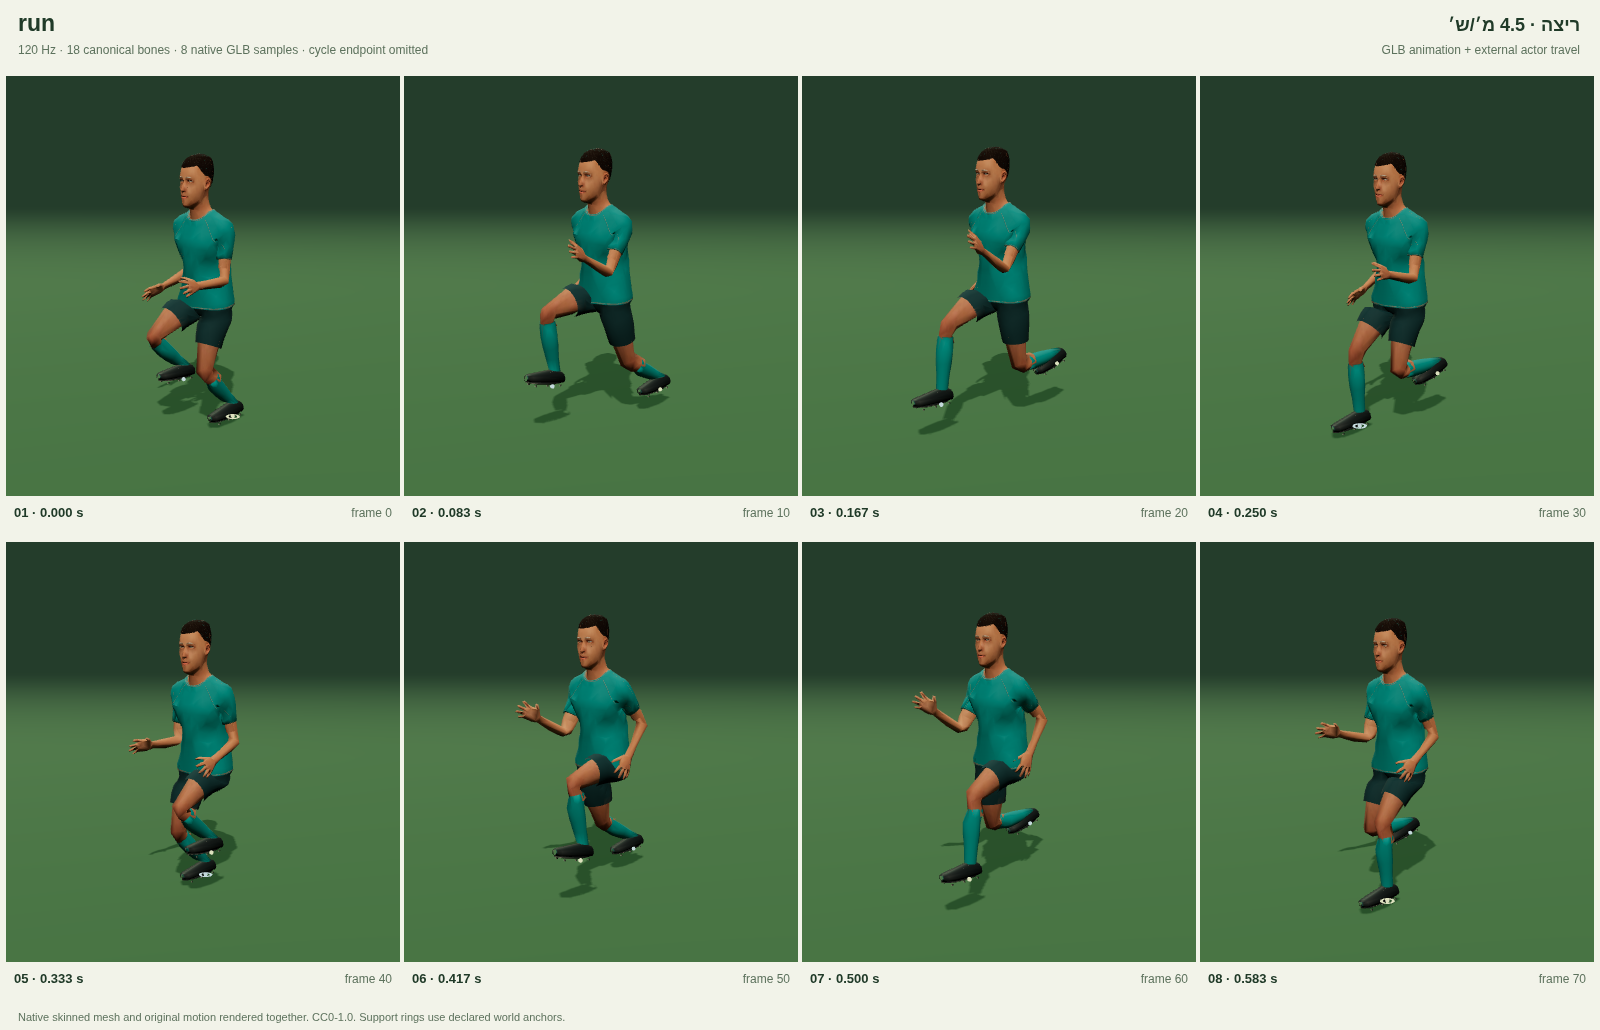 run
ריצה · 4.5 מ׳/ש׳
120 Hz · 18 canonical bones · 8 native GLB samples · cycle endpoint omitted
GLB animation + external actor travel
01 · 0.000 s
frame 0
02 · 0.083 s
frame 10
03 · 0.167 s
frame 20
04 · 0.250 s
frame 30
05 · 0.333 s
frame 40
06 · 0.417 s
frame 50
07 · 0.500 s
frame 60
08 · 0.583 s
frame 70
Native skinned mesh and original motion rendered together. CC0-1.0. Support rings use declared world anchors.